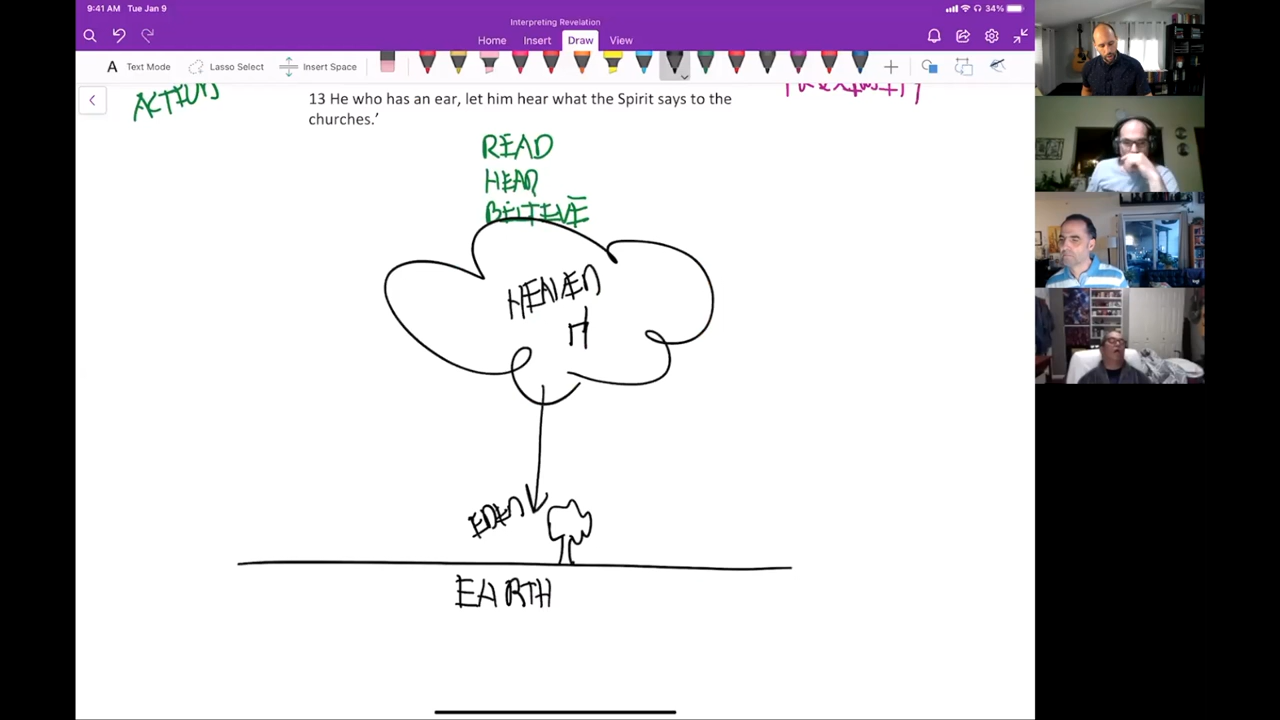 9:41 AM Tue Jan 9
34%
Interpreting Revelation
Home Insert Draw View
A Text Mode Lasso Select Insert Space
ACTIONS
13 He who has an ear, let him hear what the Spirit says to the
churches.’
READ
HEAR
BELIEVE
HEAVEN
EDEN
EARTH